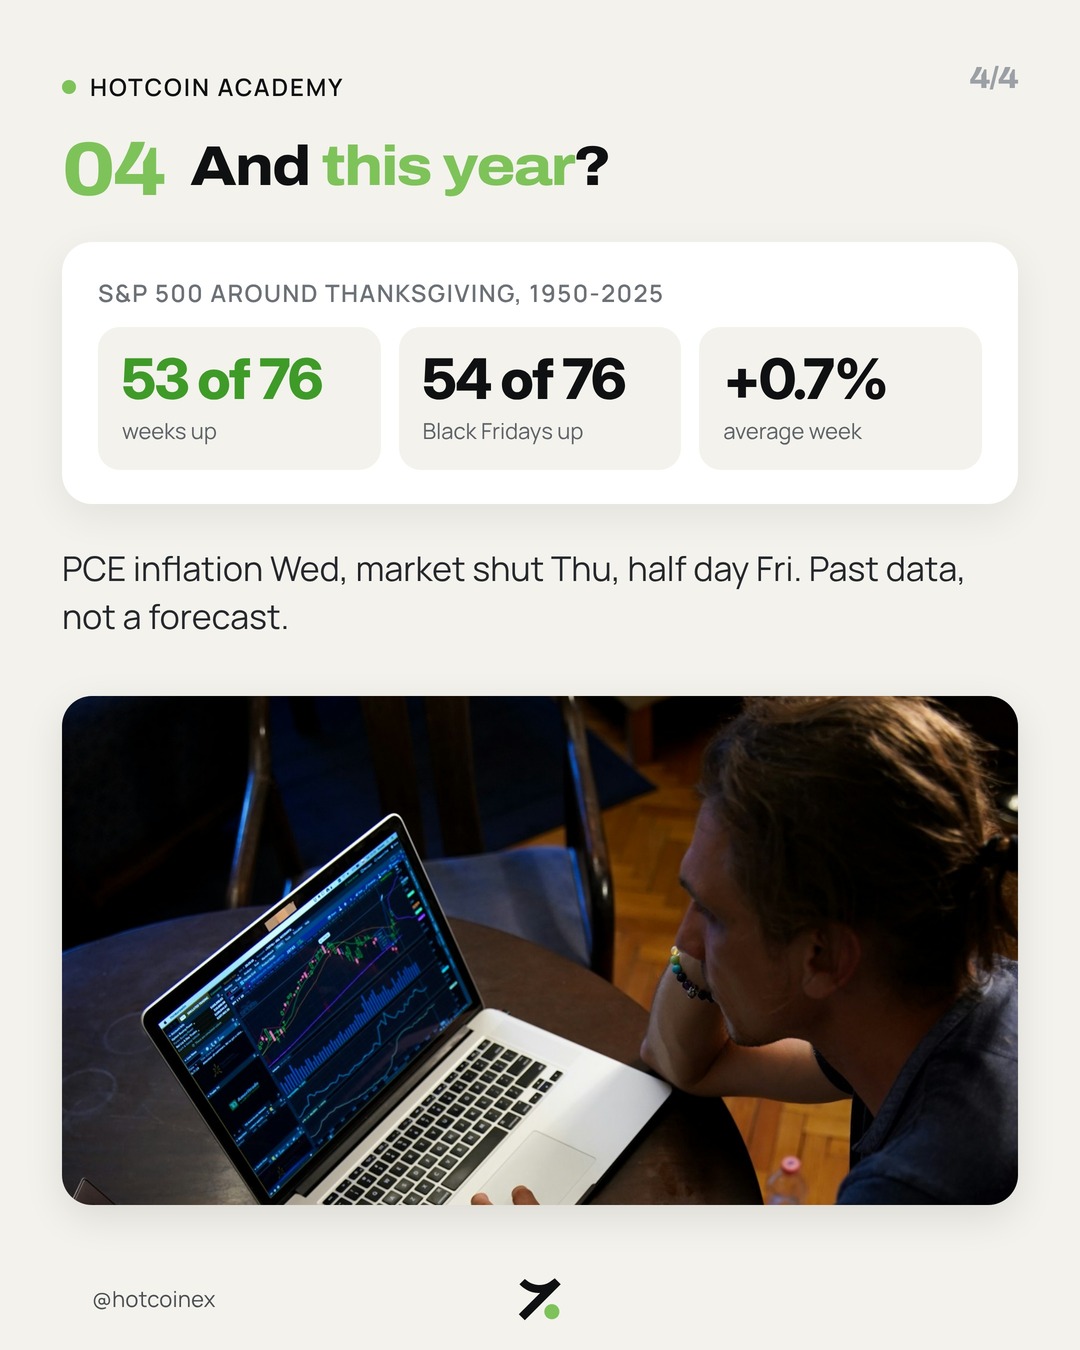 HOTCOIN ACADEMY
4/4
04 And this year?
S&P 500 AROUND THANKSGIVING, 1950-2025
53 of 76
weeks up
54 of 76
Black Fridays up
+0.7%
average week
PCE inflation Wed, market shut Thu, half day Fri. Past data,
not a forecast.
@hotcoinex